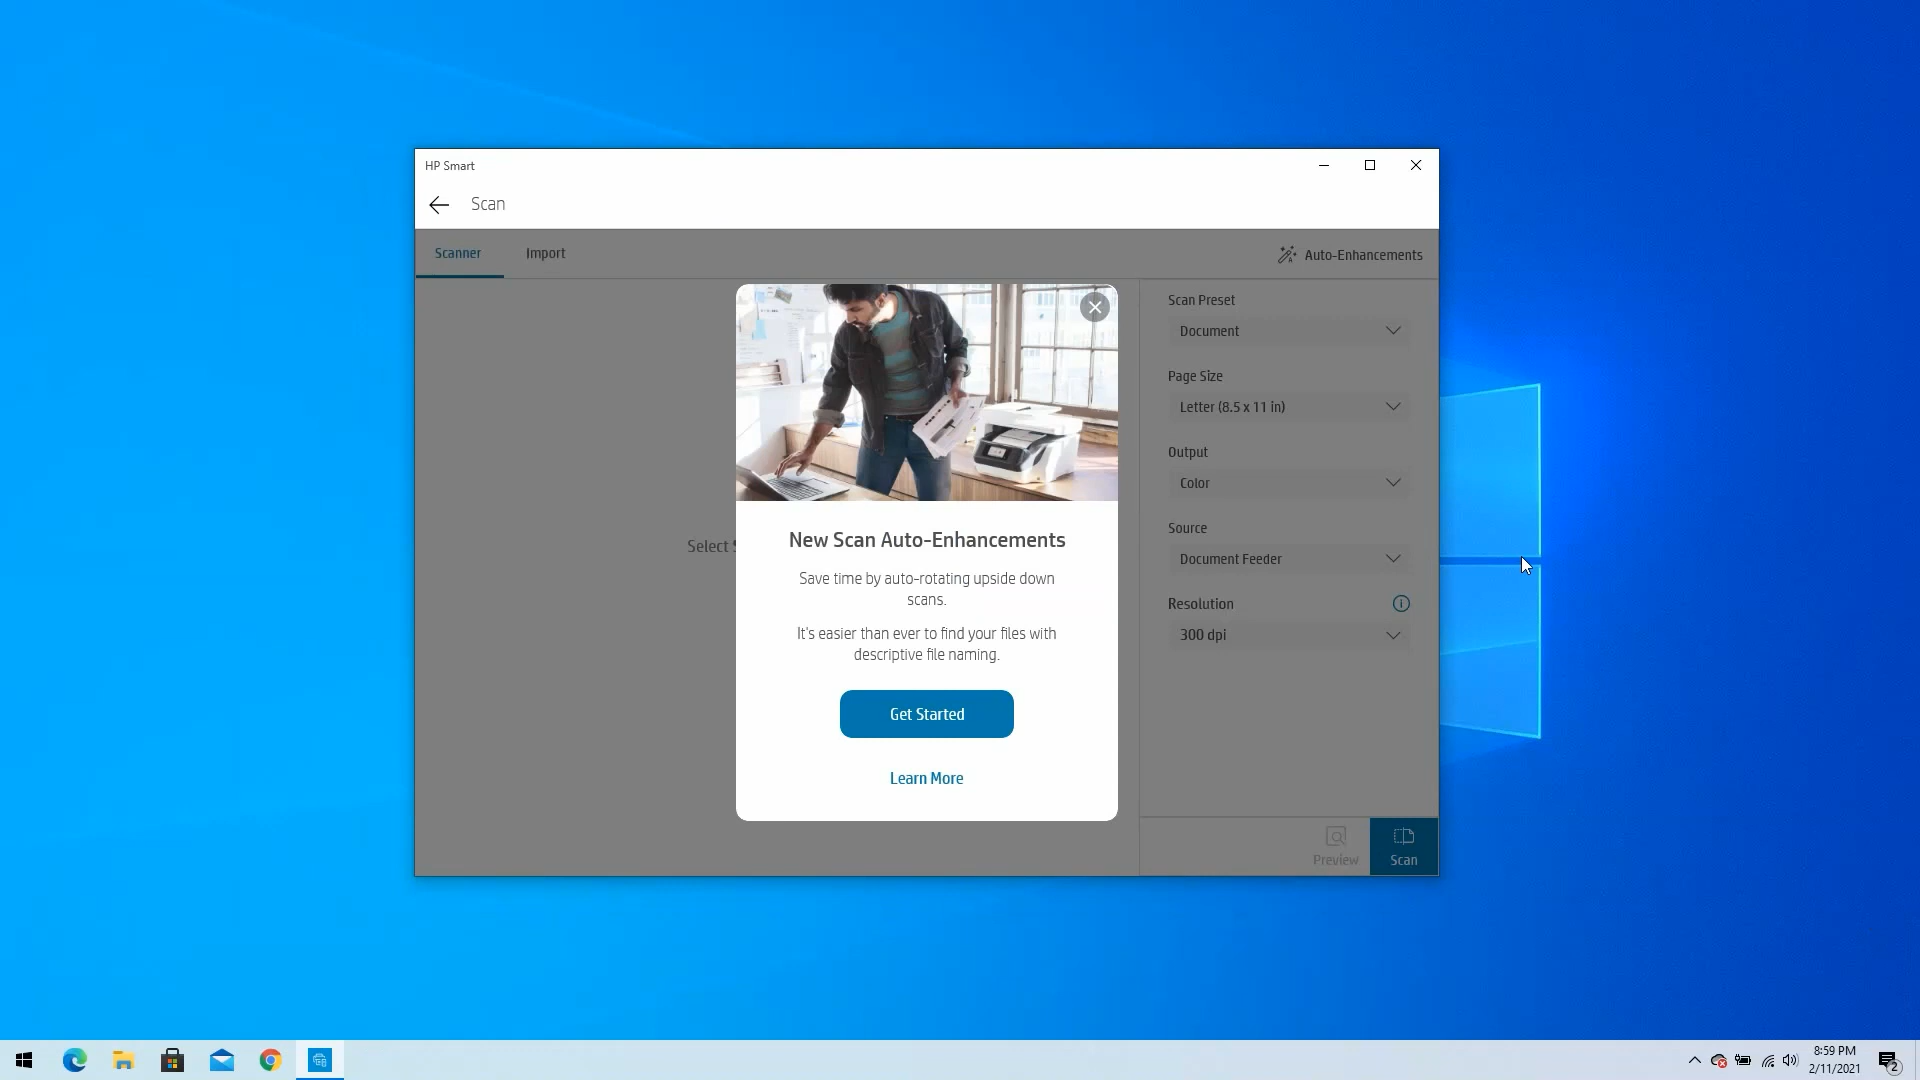 HP Smart
Scan
Scanner
Import
Auto-Enhancements
Select
New Scan Auto-Enhancements
Save time by auto-rotating upside down
scans.
It's easier than ever to find your files with
descriptive file naming.
Get Started
Learn More
Scan Preset
Document
Page Size
Letter (8.5 x 11 in)
Output
Color
Source
Document Feeder
Resolution
300 dpi
Preview
Scan
8:59 PM
2/11/2021
2